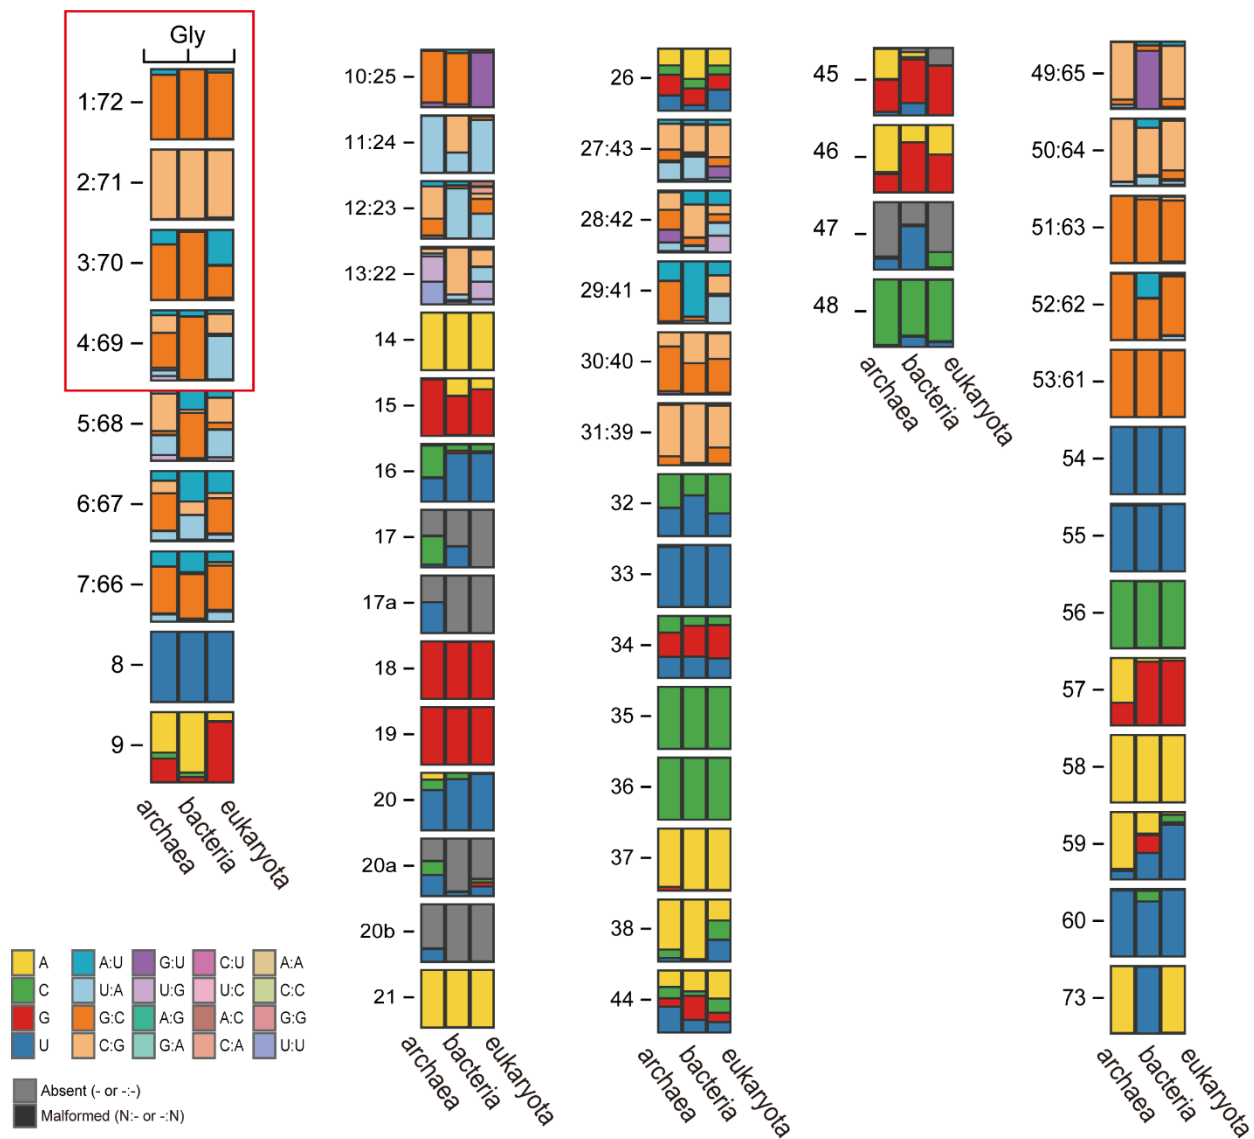 Gly
1:72
2:71
3:70
4:69
5:68
6:67
7:66
8
9
archaea
bacteria
eukaryota
10:25
11:24
12:23
13:22
14
15
16
17
17a
18
19
20
20a
20b
21
archaea
bacteria
eukaryota
26
27:43
28:42
29:41
30:40
31:39
32
33
34
35
36
37
38
44
archaea
bacteria
eukaryota
45
46
47
48
archaea
bacteria
eukaryota
49:65
50:64
51:63
52:62
53:61
54
55
56
57
58
59
60
73
archaea
bacteria
eukaryota
A A:U G:U C:U A:A
C U:A U:G U:C C:C
G G:C A:G A:C G:G
U C:G G:A C:A U:U
Absent (- or -:-)
Malformed (N:- or -:N)